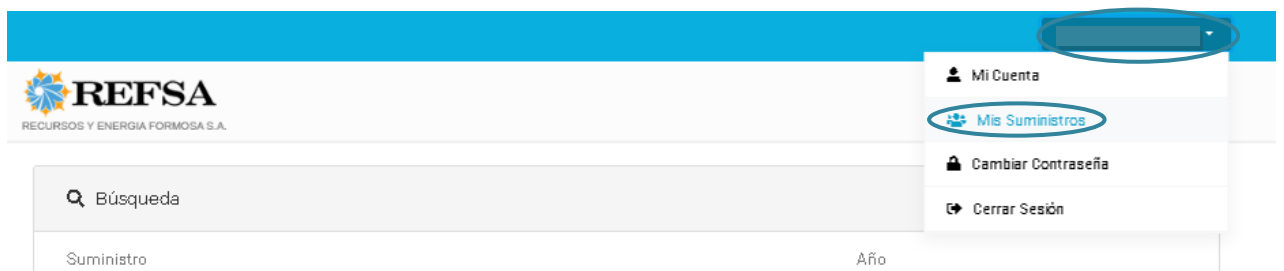 REFSA
RECURSOS Y ENERGIA FORMOSA S.A.
Mi Cuenta
Mis Suministros
Cambiar Contraseña
Cerrar Sesión
Búsqueda
Suministro
Año